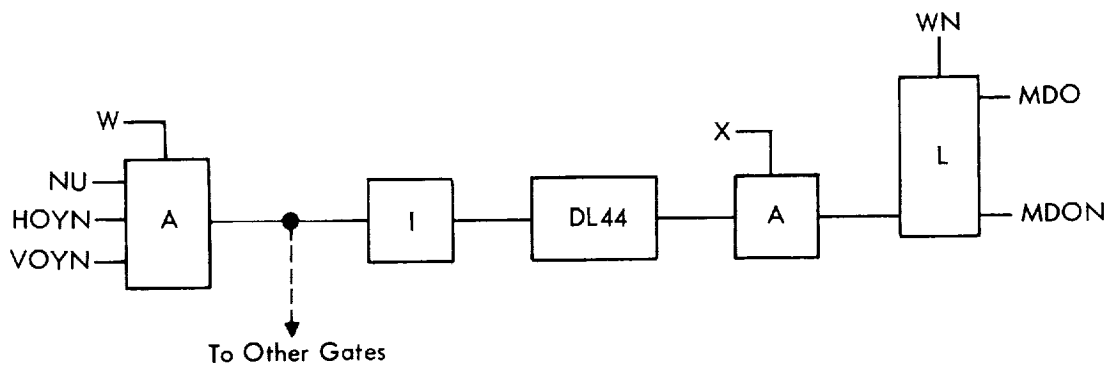 WN
MDO
W
X
L
NU
HOYN
A
I
DL44
A
MDON
VOYN
To Other Gates